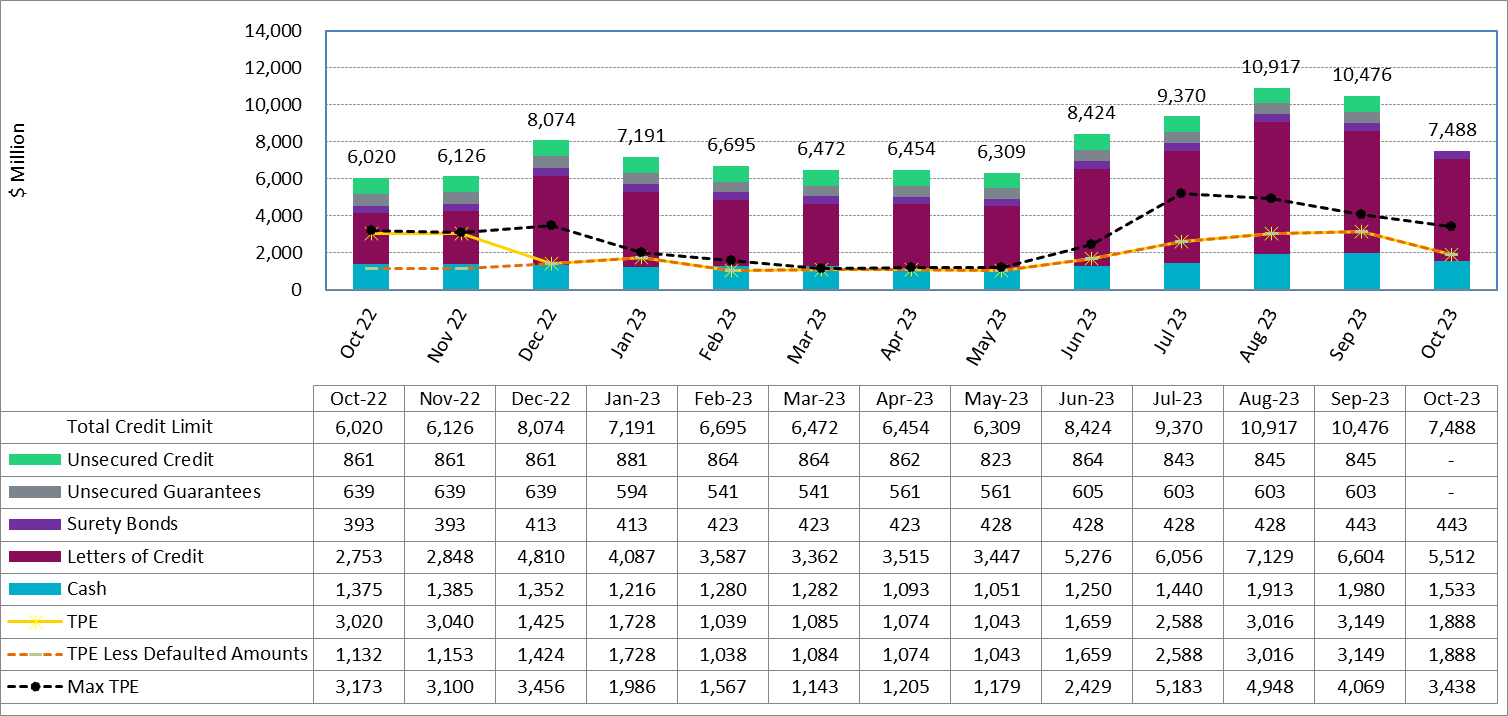 $ Million
14,000
12,000
10,000
8,000
6,000
4,000
2,000
0
6,020 6,126 8,074 7,191 6,695 6,472 6,454 6,309 8,424 9,370 10,917 10,476 7,488
Oct 22 Nov 22 Dec 22 Jan 23 Feb 23 Mar 23 Apr 23 May 23 Jun 23 Jul 23 Aug 23 Sep 23 Oct 23
Oct-22 Nov-22 Dec-22 Jan-23 Feb-23 Mar-23 Apr-23 May-23 Jun-23 Jul-23 Aug-23 Sep-23 Oct-23
Total Credit Limit 6,020 6,126 8,074 7,191 6,695 6,472 6,454 6,309 8,424 9,370 10,917 10,476 7,488
Unsecured Credit 861 861 861 881 864 864 862 823 864 843 845 845 -
Unsecured Guarantees 639 639 639 594 541 541 561 561 605 603 603 603 -
Surety Bonds 393 393 413 413 423 423 423 428 428 428 428 443 443
Letters of Credit 2,753 2,848 4,810 4,087 3,587 3,362 3,515 3,447 5,276 6,056 7,129 6,604 5,512
Cash 1,375 1,385 1,352 1,216 1,280 1,282 1,093 1,051 1,250 1,440 1,913 1,980 1,533
TPE 3,020 3,040 1,425 1,728 1,039 1,085 1,074 1,043 1,659 2,588 3,016 3,149 1,888
TPE Less Defaulted Amounts 1,132 1,153 1,424 1,728 1,038 1,084 1,074 1,043 1,659 2,588 3,016 3,149 1,888
Max TPE 3,173 3,100 3,456 1,986 1,567 1,143 1,205 1,179 2,429 5,183 4,948 4,069 3,438